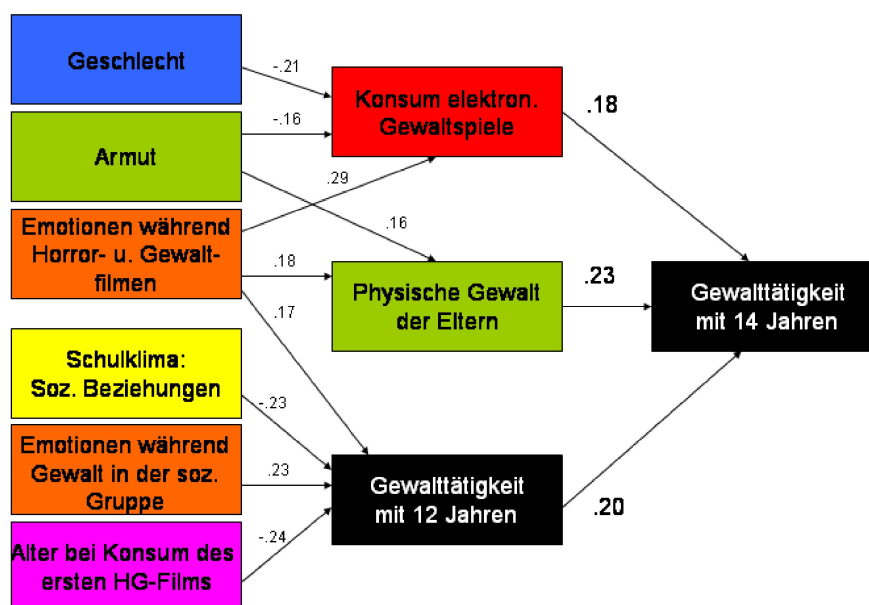 Geschlecht
-.21
Konsum elektron.
Gewaltspiele
.18
Armut
-.16
.29
.16
Emotionen während
Horror- u. Gewalt-
filmen
.18
.17
Physische Gewalt
der Eltern
.23
Gewalttätigkeit
mit 14 Jahren
Schulklima:
Soz. Beziehungen
-.23
Emotionen während
Gewalt in der soz.
Gruppe
.23
Gewalttätigkeit
mit 12 Jahren
.20
Alter bei Konsum des
ersten HG-Films
-.24